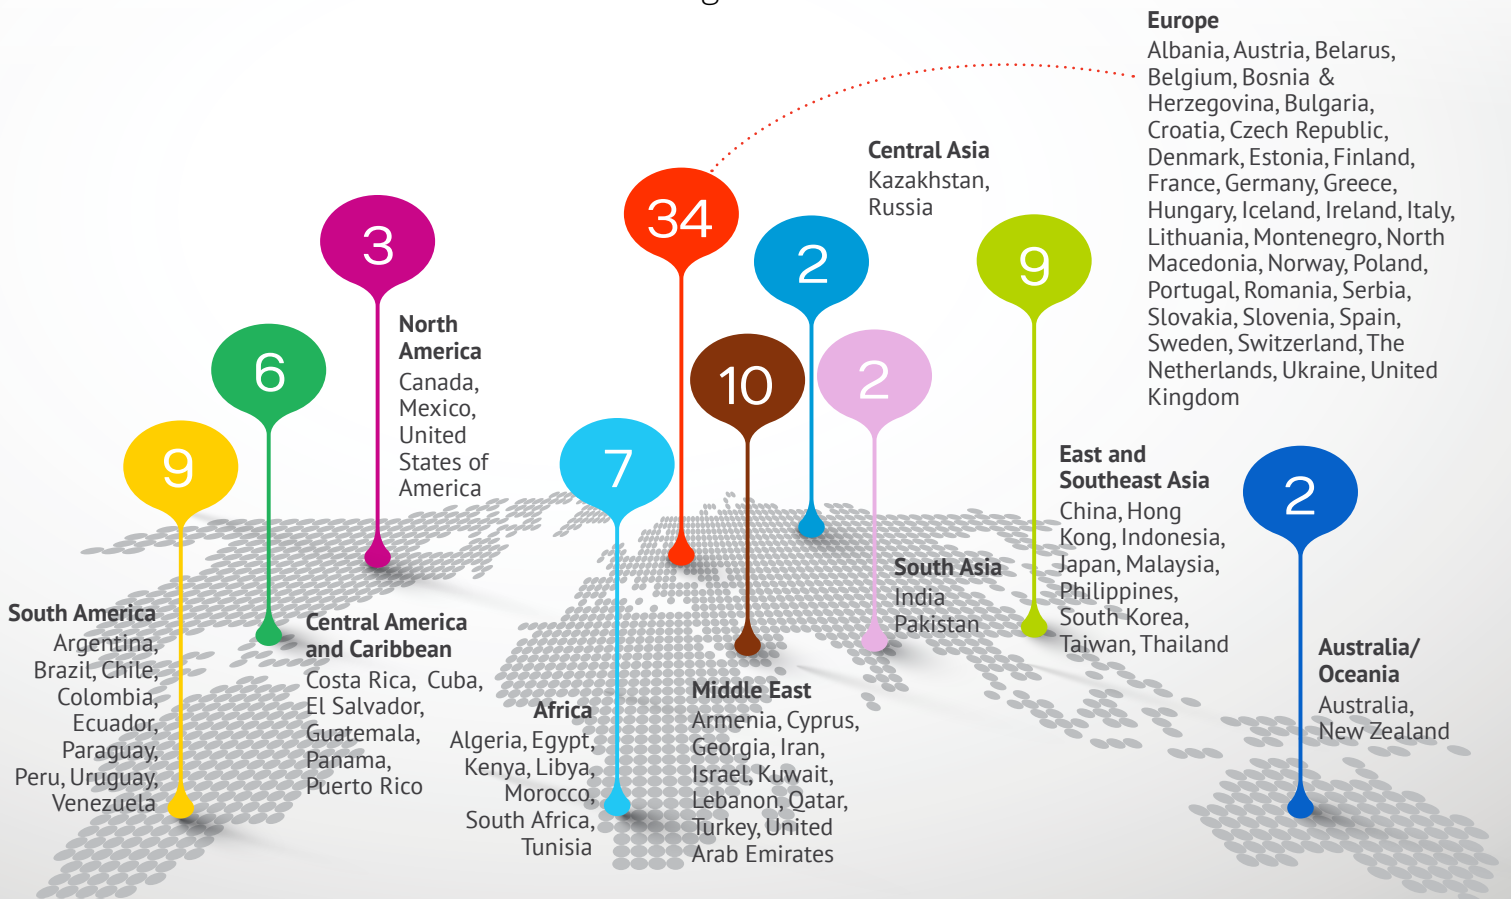 Europe
Albania, Austria, Belarus,
Belgium, Bosnia &
Herzegovina, Bulgaria,
Croatia, Czech Republic,
Denmark, Estonia, Finland,
France, Germany, Greece,
Hungary, Iceland, Ireland, Italy,
Lithuania, Montenegro, North
Macedonia, Norway, Poland,
Portugal, Romania, Serbia,
Slovakia, Slovenia, Spain,
Sweden, Switzerland, The
Netherlands, Ukraine, United
Kingdom
34
Central Asia
Kazakhstan,
Russia
2
3
North
America
Canada,
Mexico,
United
States of
America
9
East and
Southeast Asia
China, Hong
Kong, Indonesia,
Japan, Malaysia,
Philippines,
South Korea,
Taiwan, Thailand
6
Central America
and Caribbean
Costa Rica, Cuba,
El Salvador,
Guatemala,
Panama,
Puerto Rico
10
Middle East
Armenia, Cyprus,
Georgia, Iran,
Israel, Kuwait,
Lebanon, Qatar,
Turkey, United
Arab Emirates
2
South Asia
India
Pakistan
9
South America
Argentina,
Brazil, Chile,
Colombia,
Ecuador,
Paraguay,
Peru, Uruguay,
Venezuela
7
Africa
Algeria, Egypt,
Kenya, Libya,
Morocco,
South Africa,
Tunisia
2
Australia/
Oceania
Australia,
New Zealand